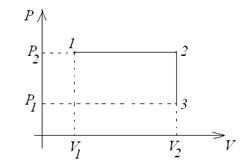 P
P₂ 1 2
P₁ 3
V₁ V₂ V